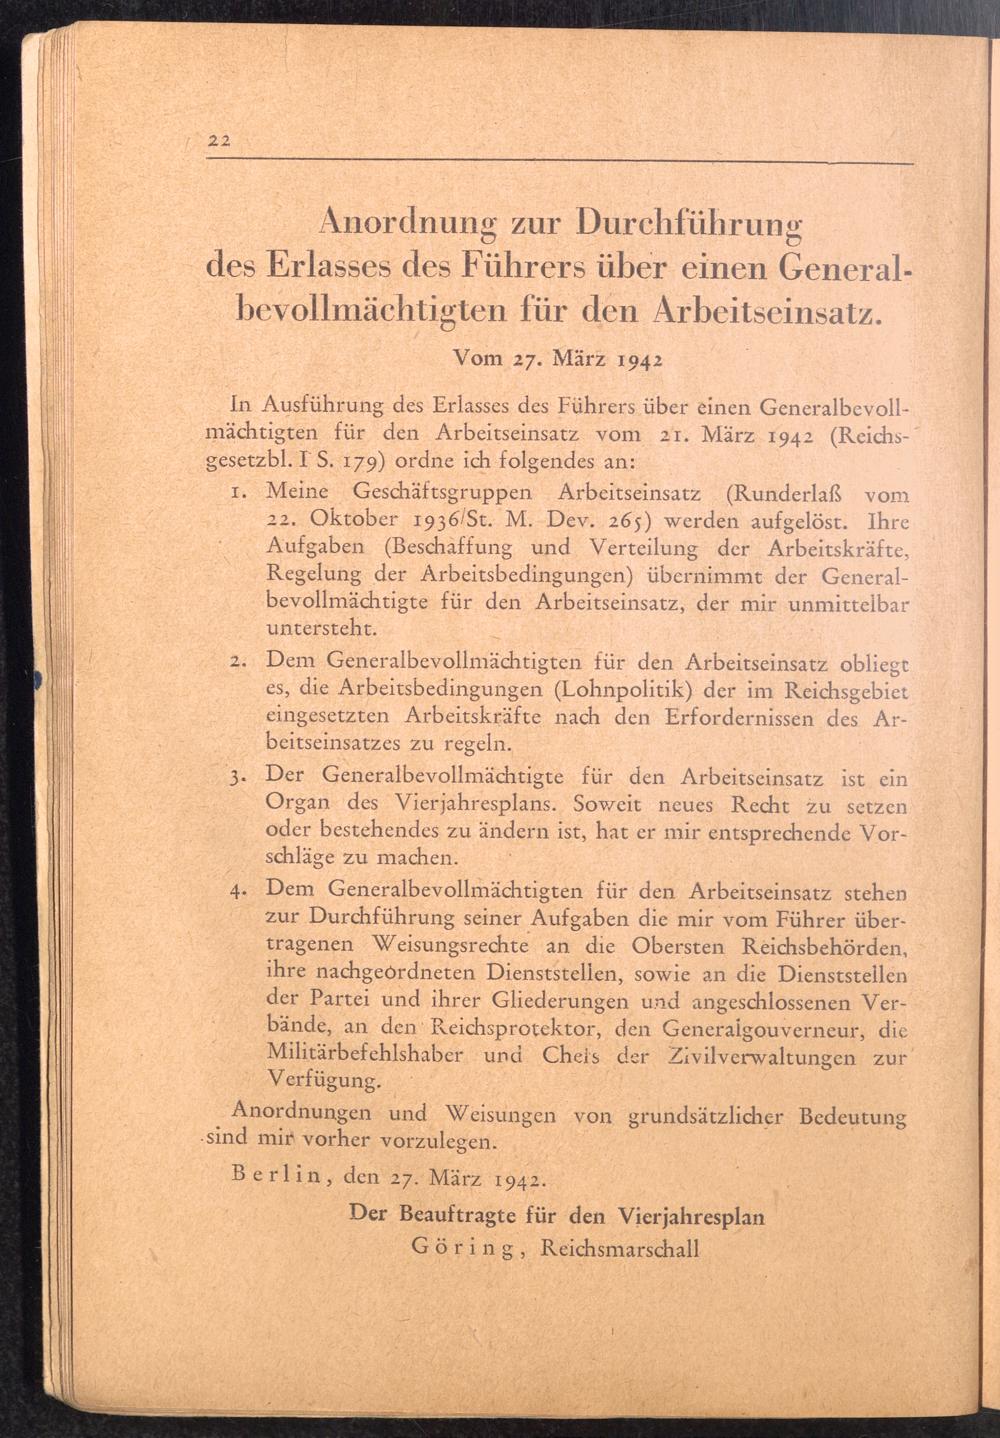 22
Anordnung zur Durchführung
des Erlasses des Führers über einen General-
bevollmächtigten für den Arbeitseinsatz.
Vom 27. März 1942
In Ausführung des Erlasses des Führers über einen Generalbevoll-
mächtigten für den Arbeitseinsatz vom 21. März 1942 (Reichs-
gesetzbl. I S. 179) ordne ich folgendes an:
1. Meine Geschäftsgruppen Arbeitseinsatz (Runderlaß vom
22. Oktober 1936/St. M. Dev. 265) werden aufgelöst. Ihre
Aufgaben (Beschaffung und Verteilung der Arbeitskräfte,
Regelung der Arbeitsbedingungen) übernimmt der General-
bevollmächtigte für den Arbeitseinsatz, der mir unmittelbar
untersteht.
2. Dem Generalbevollmächtigten für den Arbeitseinsatz obliegt
es, die Arbeitsbedingungen (Lohnpolitik) der im Reichsgebiet
eingesetzten Arbeitskräfte nach den Erfordernissen des Ar-
beitseinsatzes zu regeln.
3. Der Generalbevollmächtigte für den Arbeitseinsatz ist ein
Organ des Vierjahresplans. Soweit neues Recht zu setzen
oder bestehendes zu ändern ist, hat er mir entsprechende Vor-
schläge zu machen.
4. Dem Generalbevollmächtigten für den Arbeitseinsatz stehen
zur Durchführung seiner Aufgaben die mir vom Führer über-
tragenen Weisungsrechte an die Obersten Reichsbehörden,
ihre nachgeordneten Dienststellen, sowie an die Dienststellen
der Partei und ihrer Gliederungen und angeschlossenen Ver-
bände, an den Reichsprotektor, den Generalgouverneur, die
Militärbefehlshaber und Chefs der Zivilverwaltungen zur
Verfügung.
Anordnungen und Weisungen von grundsätzlicher Bedeutung
sind mir vorher vorzulegen.
Berlin, den 27. März 1942.
Der Beauftragte für den Vierjahresplan
Göring, Reichsmarschall